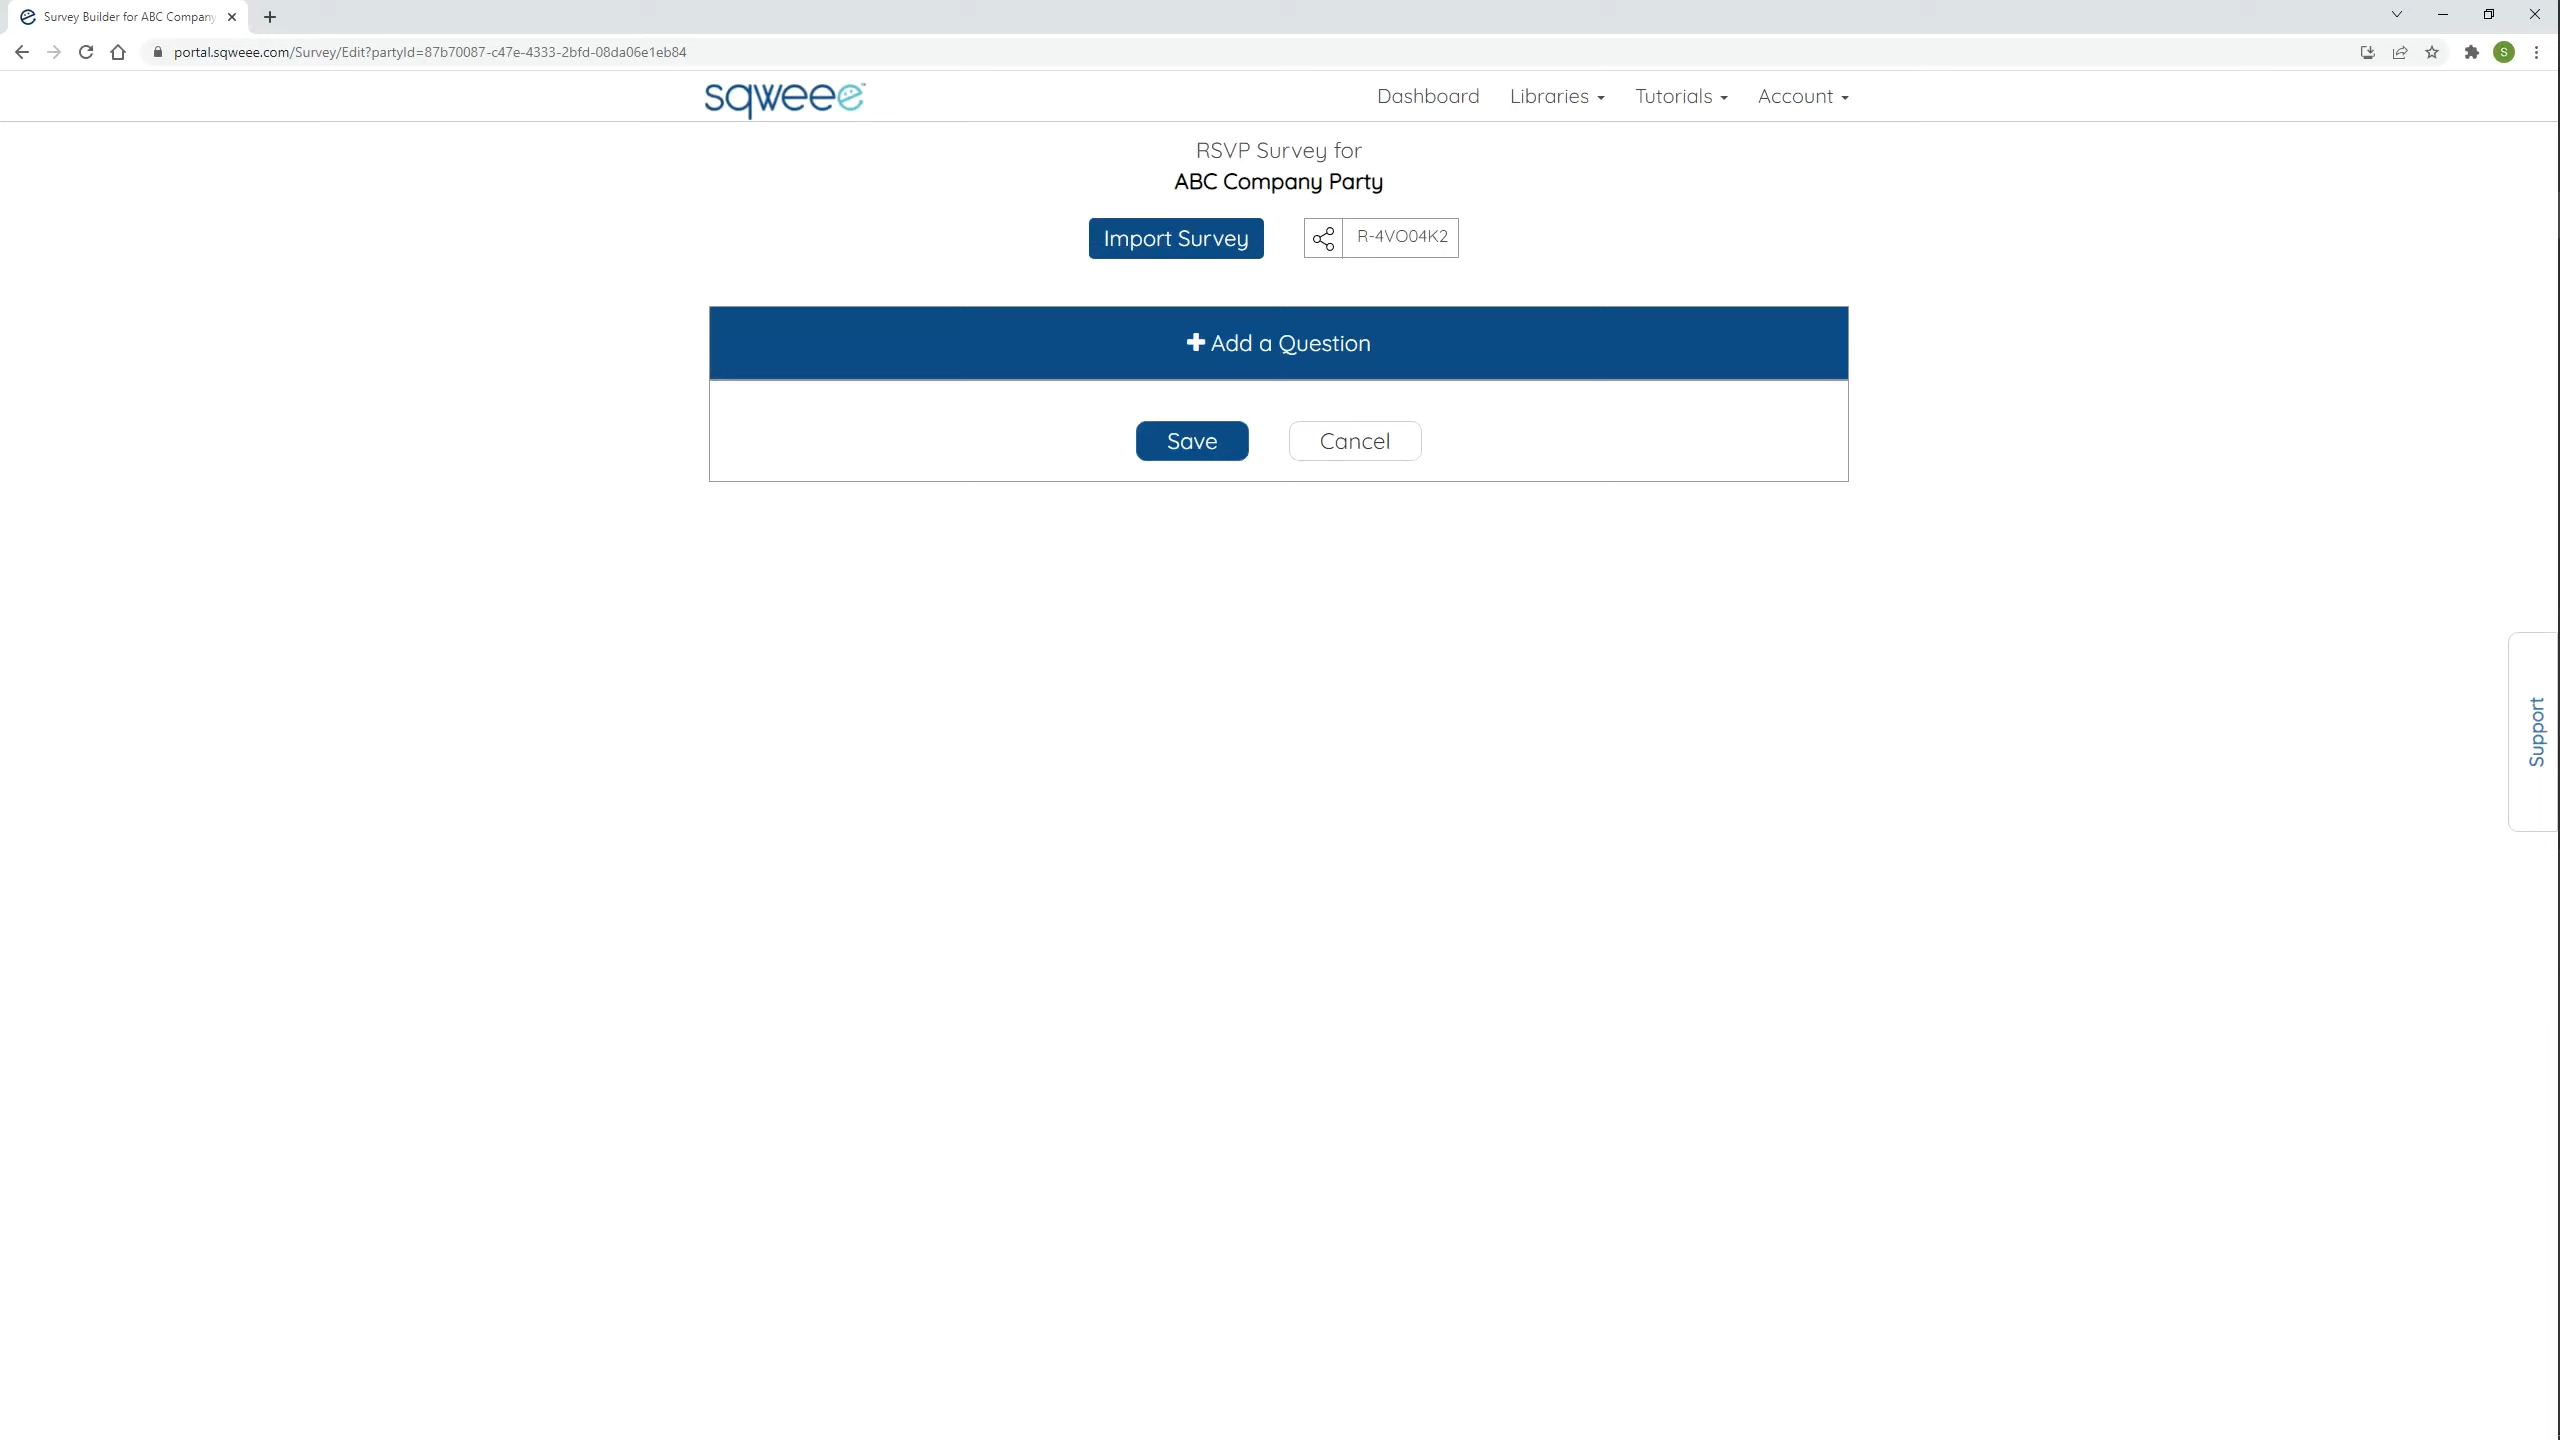 Survey Builder for ABC Company
portal.sqweee.com/Survey/Edit?partyId=87b70087-c47e-4333-2bfd-08da06e1eb84
S
sqweee™
Dashboard
Libraries
Tutorials
Account
RSVP Survey for
ABC Company Party
Import Survey
R-4VO04K2
Add a Question
Save
Cancel
Support